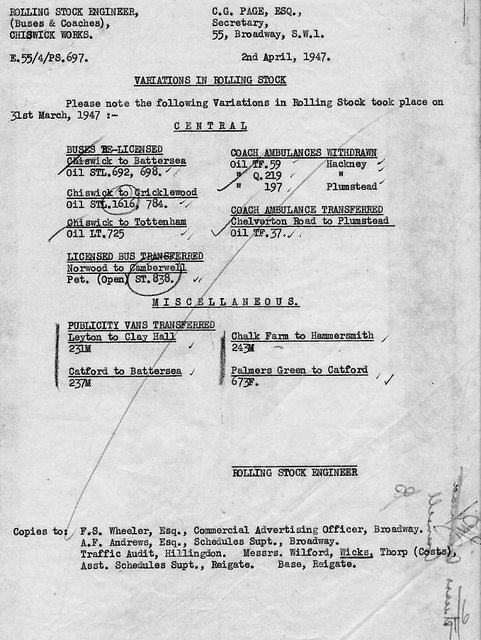 ROLLING STOCK ENGINEER, C.G. PAGE, ESQ.,
(Buses & Coaches), Secretary,
CHISWICK WORKS. 55, Broadway, S.W.1.
E.55/4/PS.697. 2nd April, 1947.
VARIATIONS IN ROLLING STOCK
Please note the following Variations in Rolling Stock took place on
31st March, 1947 :-
CENTRAL
BUSES RE-LICENSED
Chiswick to Battersea
Oil STL.692, 698.
Chiswick to Cricklewood
Oil STL.1616, 784.
Chiswick to Tottenham
Oil LT.725
LICENSED BUS TRANSFERRED
Norwood to Camberwell
Pet. (Open) ST.838.
COACH AMBULANCES WITHDRAWN
Oil TF.59 Hackney
" Q.219 "
" 197 Plumstead
COACH AMBULANCE TRANSFERRED
Chelverton Road to Plumstead
Oil TF.37.
MISCELLANEOUS.
PUBLICITY VANS TRANSFERRED
Leyton to Clay Hall
231M
Catford to Battersea
237M
Chalk Farm to Hammersmith
243M
Palmers Green to Catford
673F.
ROLLING STOCK ENGINEER
Copies to: F.S. Wheeler, Esq., Commercial Advertising Officer, Broadway.
A.F. Andrews, Esq., Schedules Supt., Broadway.
Traffic Audit, Hillingdon. Messrs. Wilford, Wicks, Thorp (Costs),
Asst. Schedules Supt., Reigate. Base, Reigate.